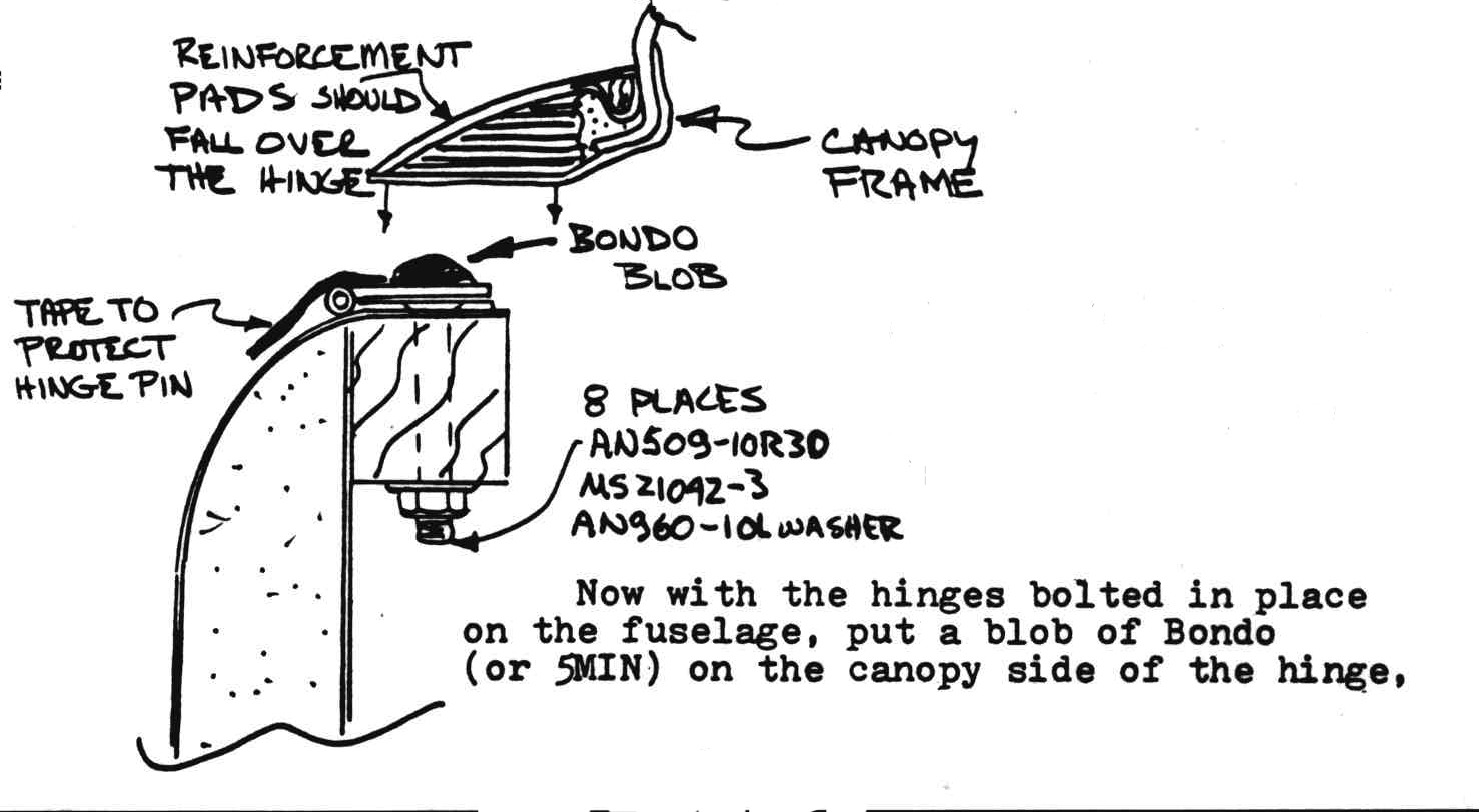 REINFORCEMENT
PADS SHOULD
FALL OVER
THE HINGE
CANOPY
FRAME
BONDO
BLOB
TAPE TO
PROTECT
HINGE PIN
8 PLACES
AN509-10R30
MS21042-3
AN960-10L WASHER
Now with the hinges bolted in place
on the fuselage, put a blob of Bondo
(or 5MIN) on the canopy side of the hinge,